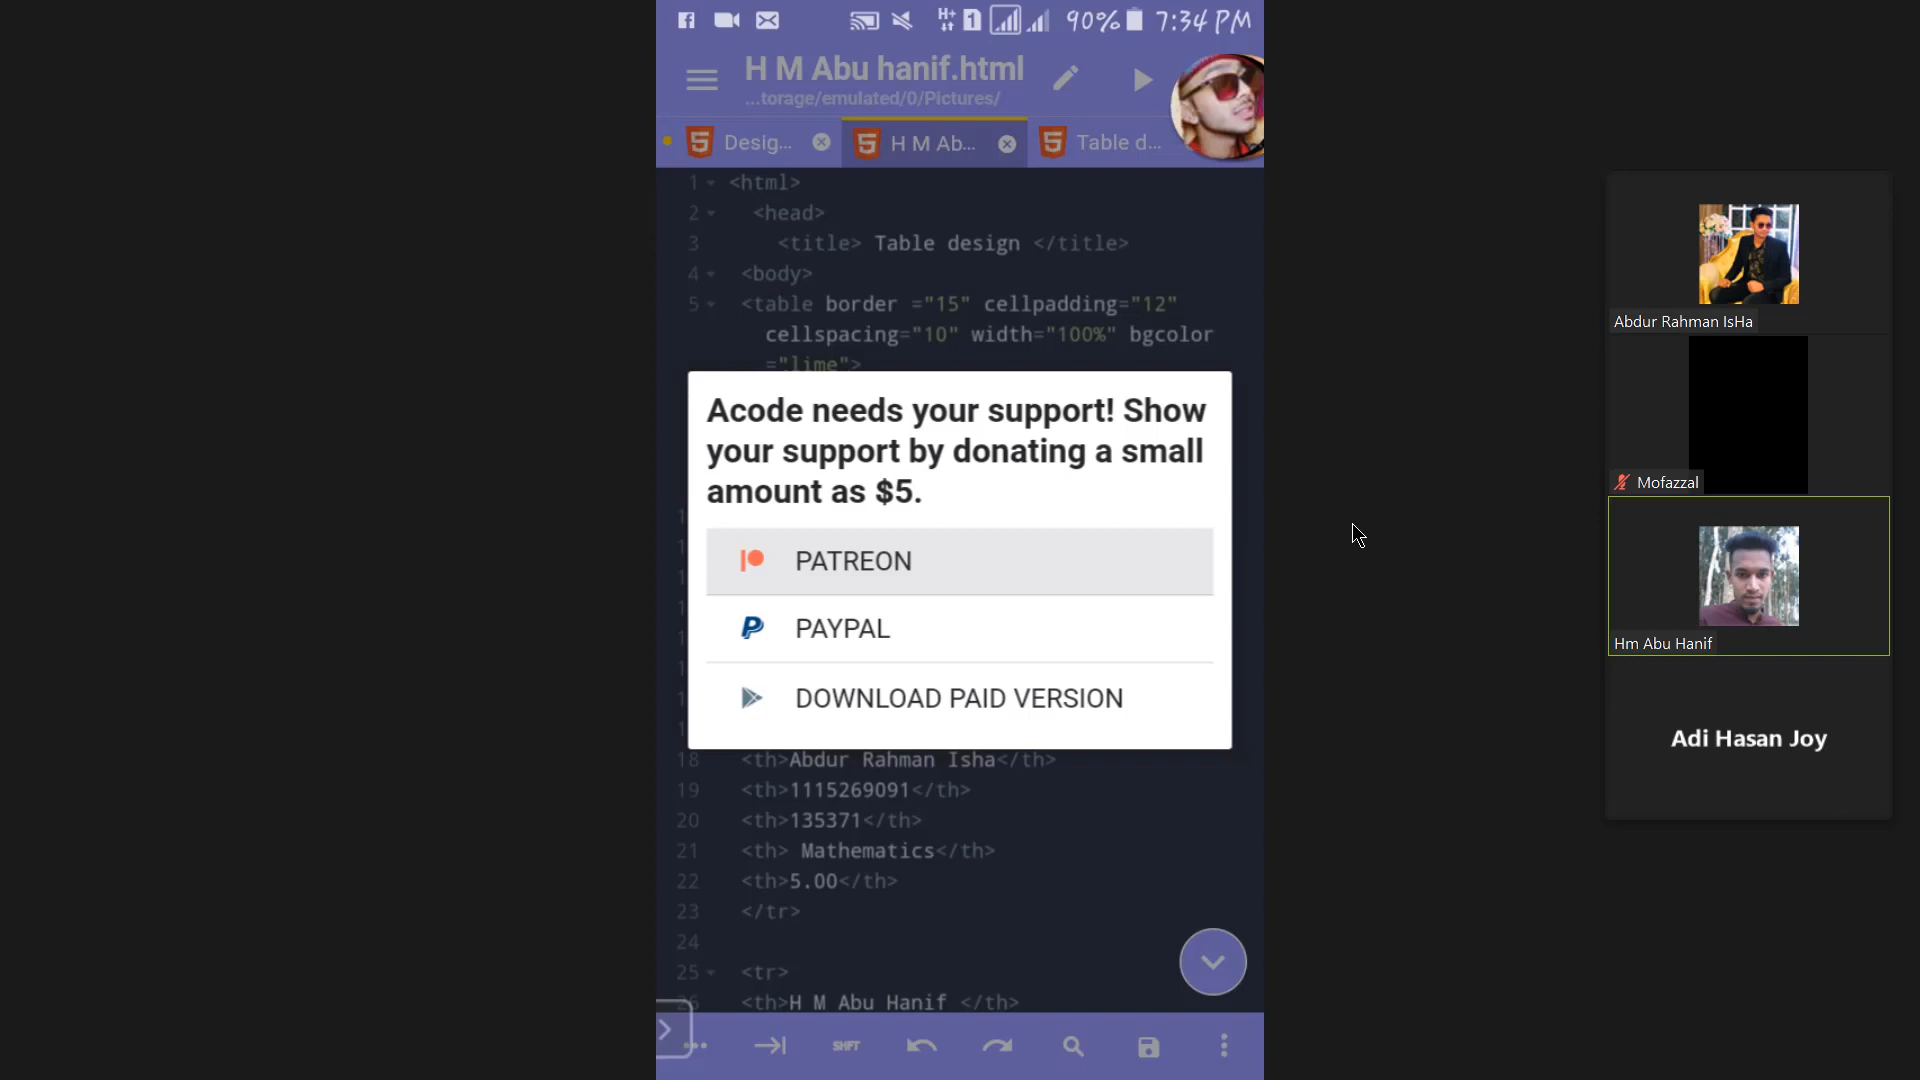 90% 7:34 PM
H M Abu hanif.html
...torage/emulated/0/Pictures/
Desig...
H M Ab...
Table d...
1 <html>
2 <head>
3 <title> Table design </title>
4 <body>
5 <table border ="15" cellpadding="12"
cellspacing="10" width="100%" bgcolor
="lime">
Acode needs your support! Show
your support by donating a small
amount as $5.
PATREON
PAYPAL
DOWNLOAD PAID VERSION
18 <th>Abdur Rahman Isha</th>
19 <th>1115269091</th>
20 <th>135371</th>
21 <th> Mathematics</th>
22 <th>5.00</th>
23 </tr>
24
25 <tr>
26 <th>H M Abu Hanif </th>
SHFT
Abdur Rahman IsHa
Mofazzal
Hm Abu Hanif
Adi Hasan Joy